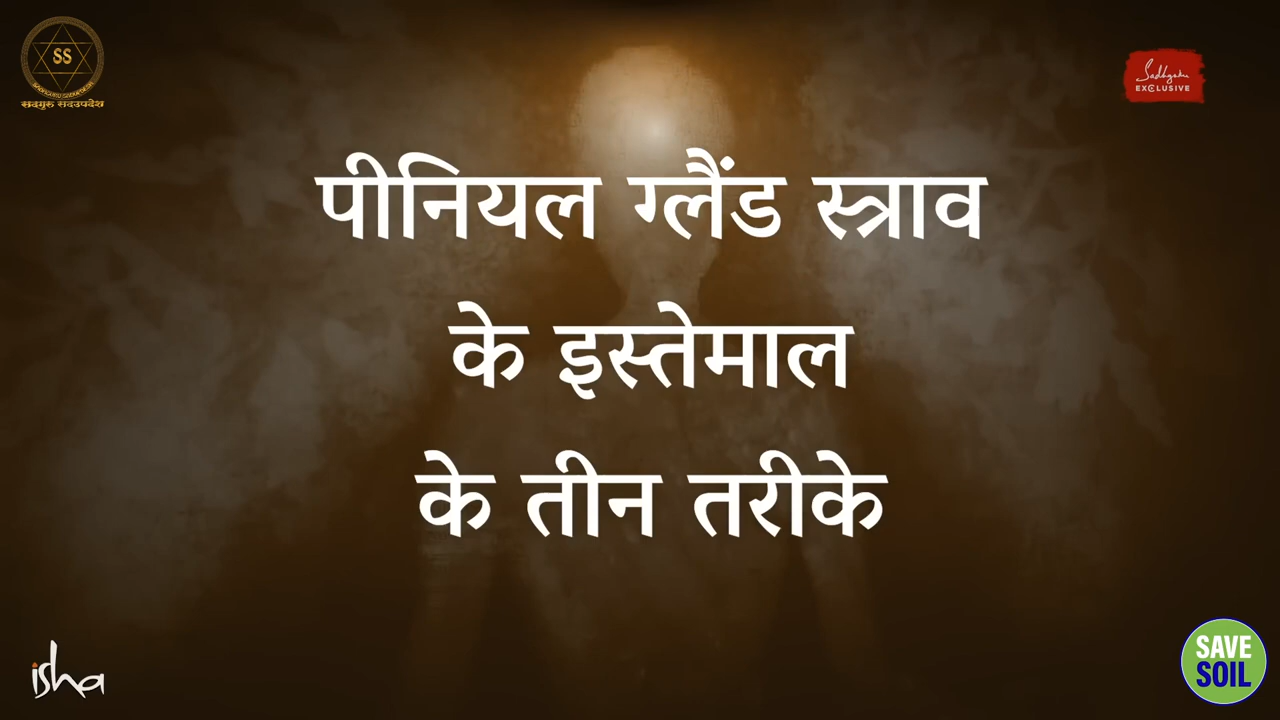 SS
सद्गुरु सदउपदेश
Sadhguru
EXCLUSIVE
पीनियल ग्लैंड स्त्राव
के इस्तेमाल
के तीन तरीके
isha
SAVE
SOIL